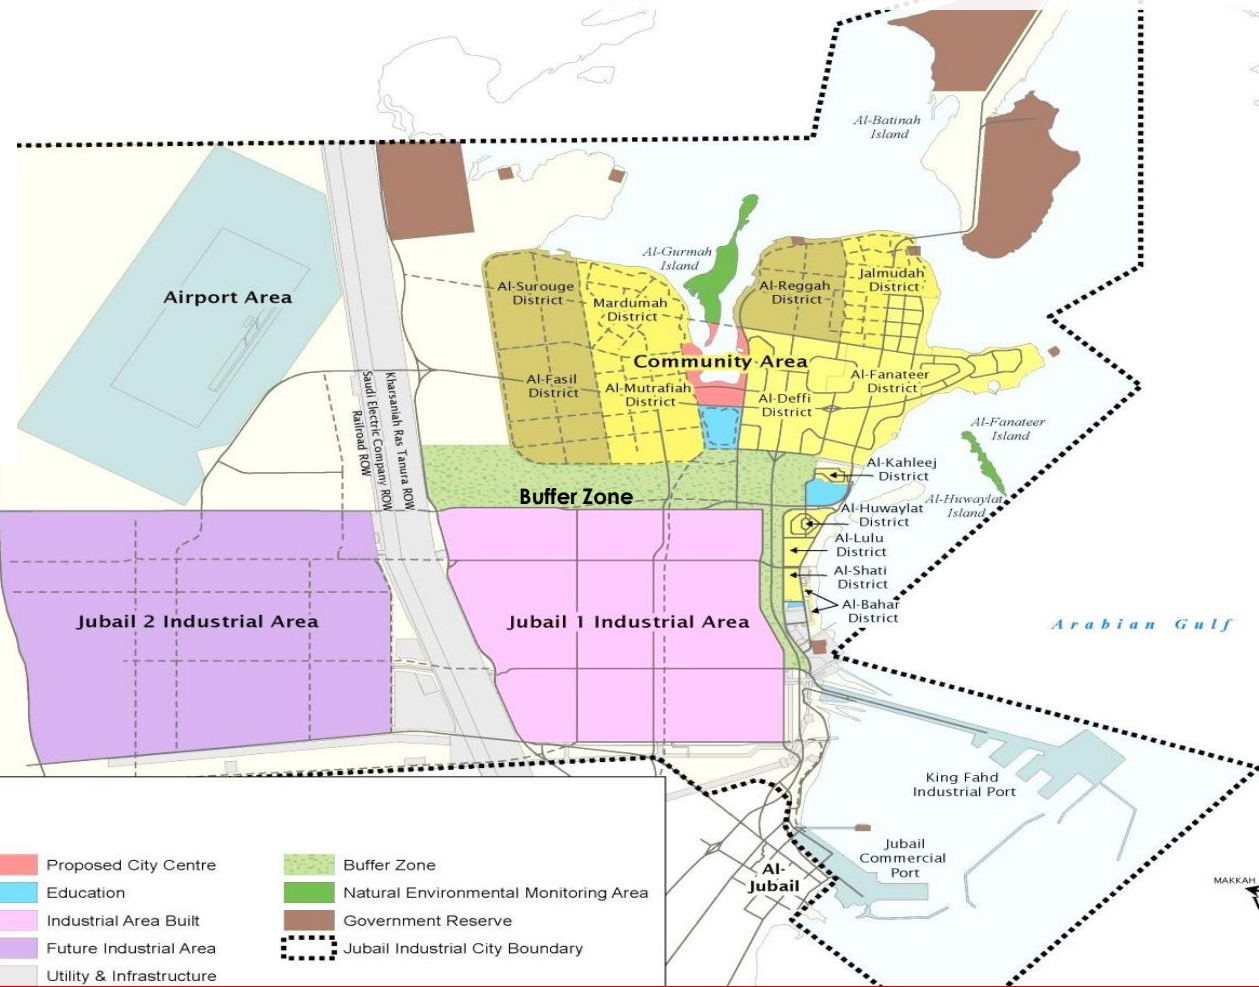 Al-Batinah
Island
Al-Gurmah
Island
Airport Area
Al-Surouge
District
Mardumah
District
Al-Reggah
District
Jalmudah
District
Community Area
Al-Fasil
District
Al-Mutrafiah
District
Al-Deffi
District
Al-Fanateer
District
Kharsaniah Ras Tanura ROW
Saudi Electric Company ROW
Railroad ROW
Al-Fanateer
Island
Al-Kahleej
District
Buffer Zone
Al-Huwaylat
Island
Al-Huwaylat
District
Al-Lulu
District
Al-Shati
District
Al-Bahar
District
Jubail 2 Industrial Area
Jubail 1 Industrial Area
Arabian Gulf
King Fahd
Industrial Port
Jubail
Commercial
Port
Al-
Jubail
MAKKAH
Proposed City Centre
Education
Industrial Area Built
Future Industrial Area
Utility & Infrastructure
Buffer Zone
Natural Environmental Monitoring Area
Government Reserve
Jubail Industrial City Boundary